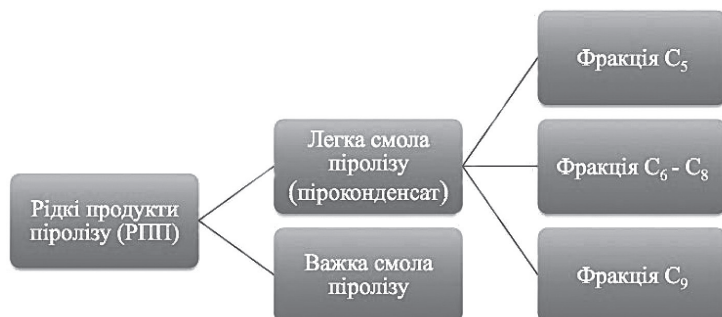 Рідкі продукти
піролізу (РПП)
Легка смола
піролізу
(піроконденсат)
Важка смола
піролізу
Фракція C₅
Фракція C₆ - C₈
Фракція C₉